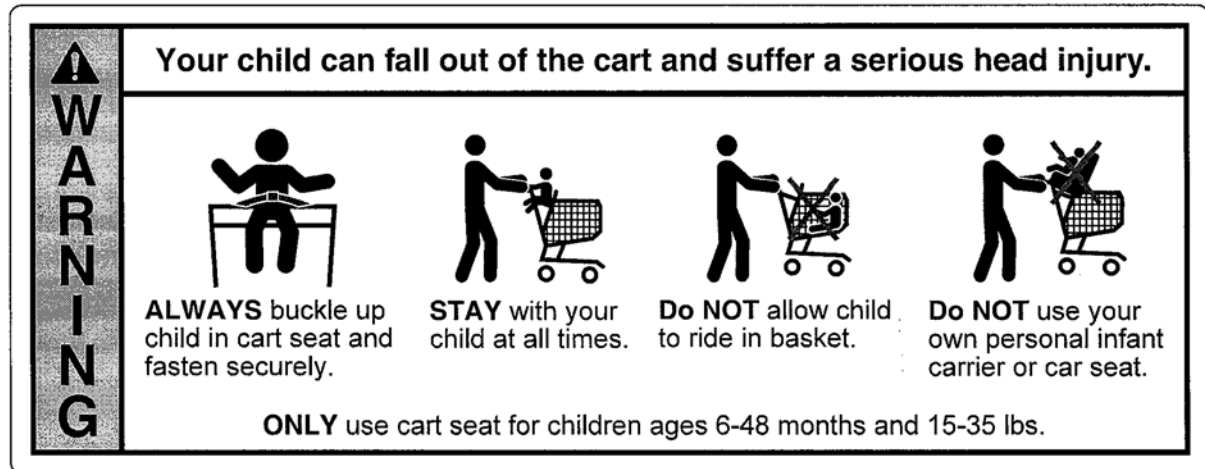 WARNING
Your child can fall out of the cart and suffer a serious head injury.
ALWAYS buckle up
child in cart seat and
fasten securely.
STAY with your
child at all times.
Do NOT allow child
to ride in basket.
Do NOT use your
own personal infant
carrier or car seat.
ONLY use cart seat for children ages 6-48 months and 15-35 lbs.